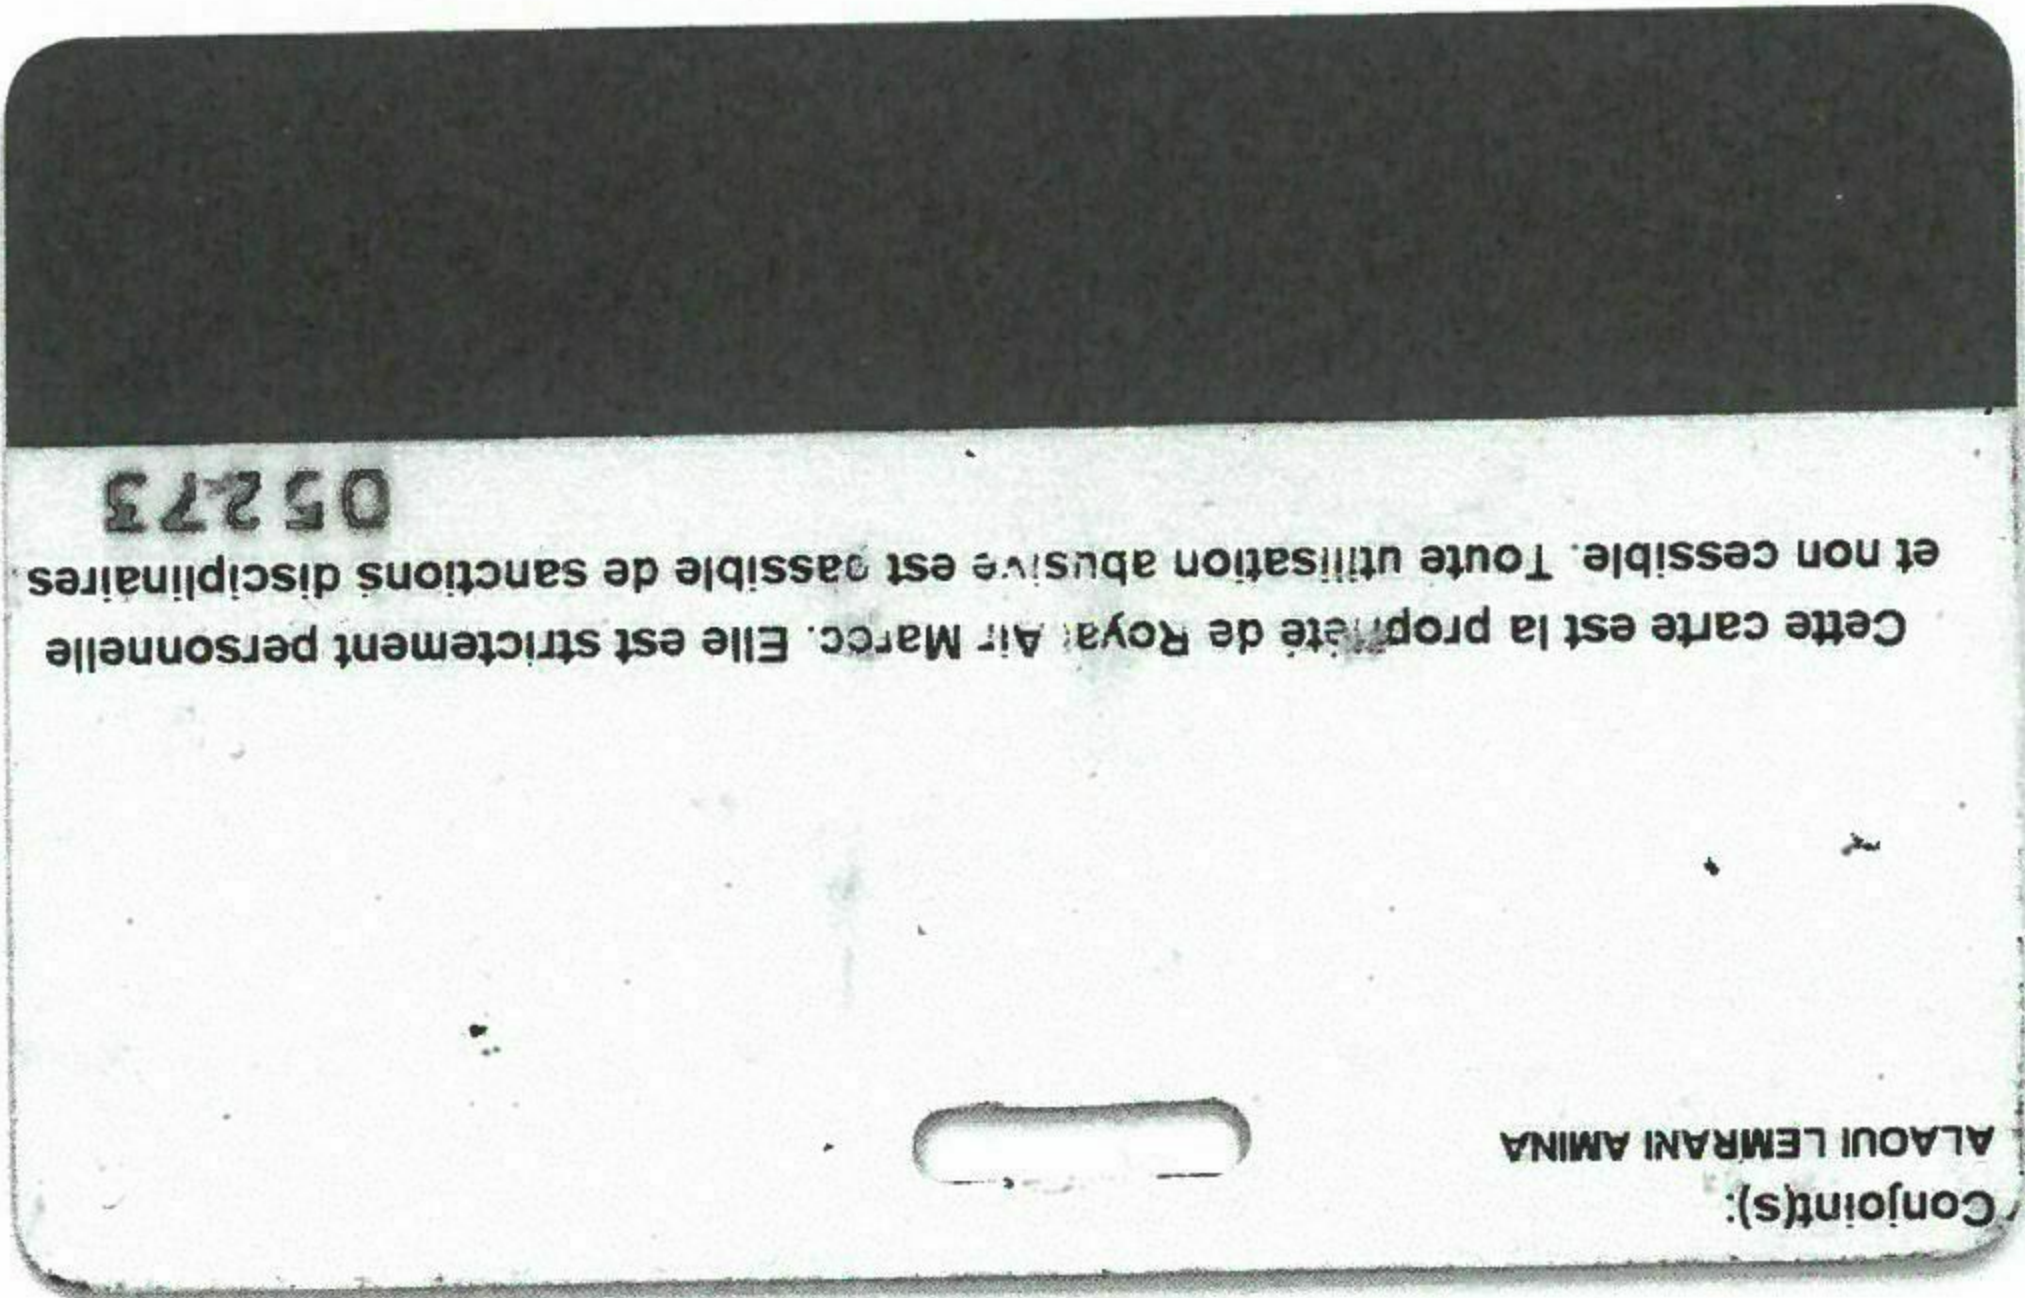 Conjoint(s):
ALAOUI LEMRANI AMINA
Cette carte est la propriété de Royal Air Maroc. Elle est strictement personnelle
et non cessible. Toute utilisation abusive est passible de sanctions disciplinaires
05273